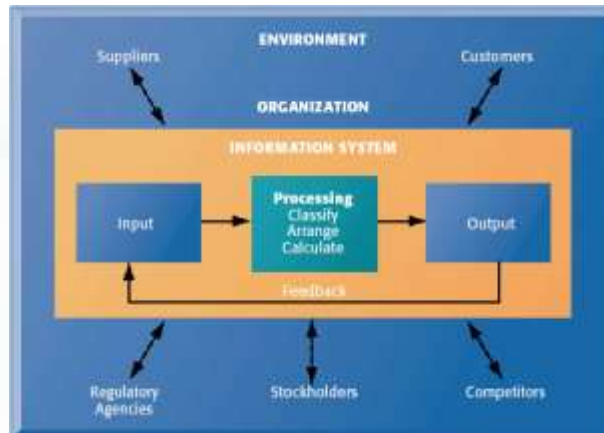 ENVIRONMENT
Suppliers
Customers
ORGANIZATION
INFORMATION SYSTEM
Input
Processing
Classify
Arrange
Calculate
Output
Feedback
Regulatory
Agencies
Stockholders
Competitors